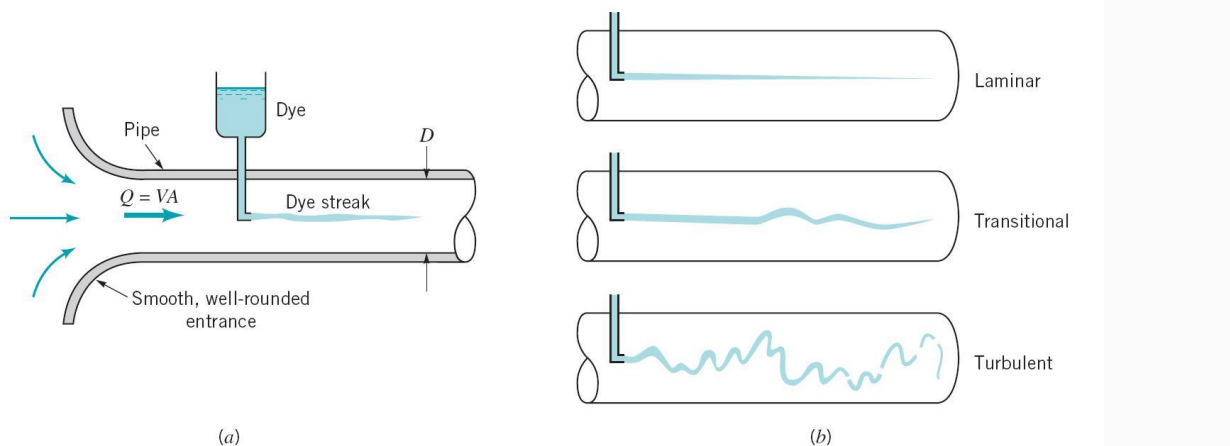 Dye
Pipe
D
Q = VA
Dye streak
Smooth, well-rounded
entrance
(a)
Laminar
Transitional
Turbulent
(b)